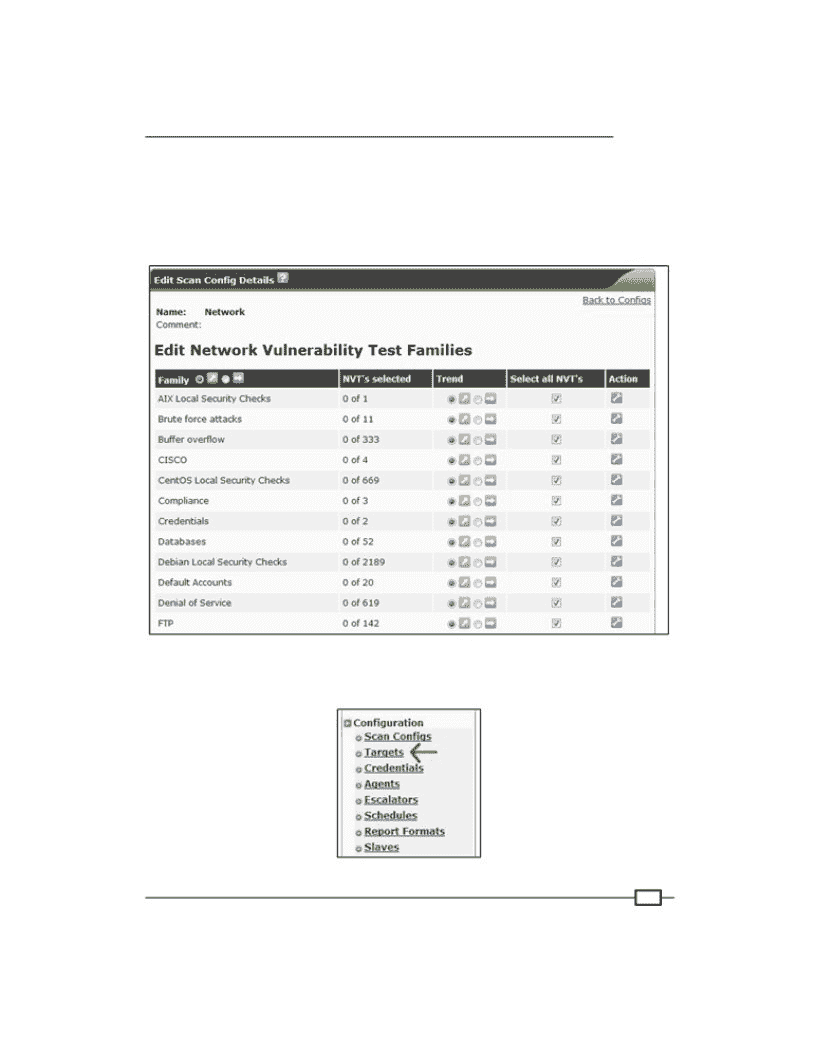 Edit Scan Config Details ?
Back to Configs
Name: Network
Comment:
Edit Network Vulnerability Test Families
Family NVT's selected Trend Select all NVT's Action
AIX Local Security Checks 0 of 1
Brute force attacks 0 of 11
Buffer overflow 0 of 333
CISCO 0 of 4
CentOS Local Security Checks 0 of 669
Compliance 0 of 3
Credentials 0 of 2
Databases 0 of 52
Debian Local Security Checks 0 of 2189
Default Accounts 0 of 20
Denial of Service 0 of 619
FTP 0 of 142
Configuration
Scan Configs
Targets
Credentials
Agents
Escalators
Schedules
Report Formats
Slaves